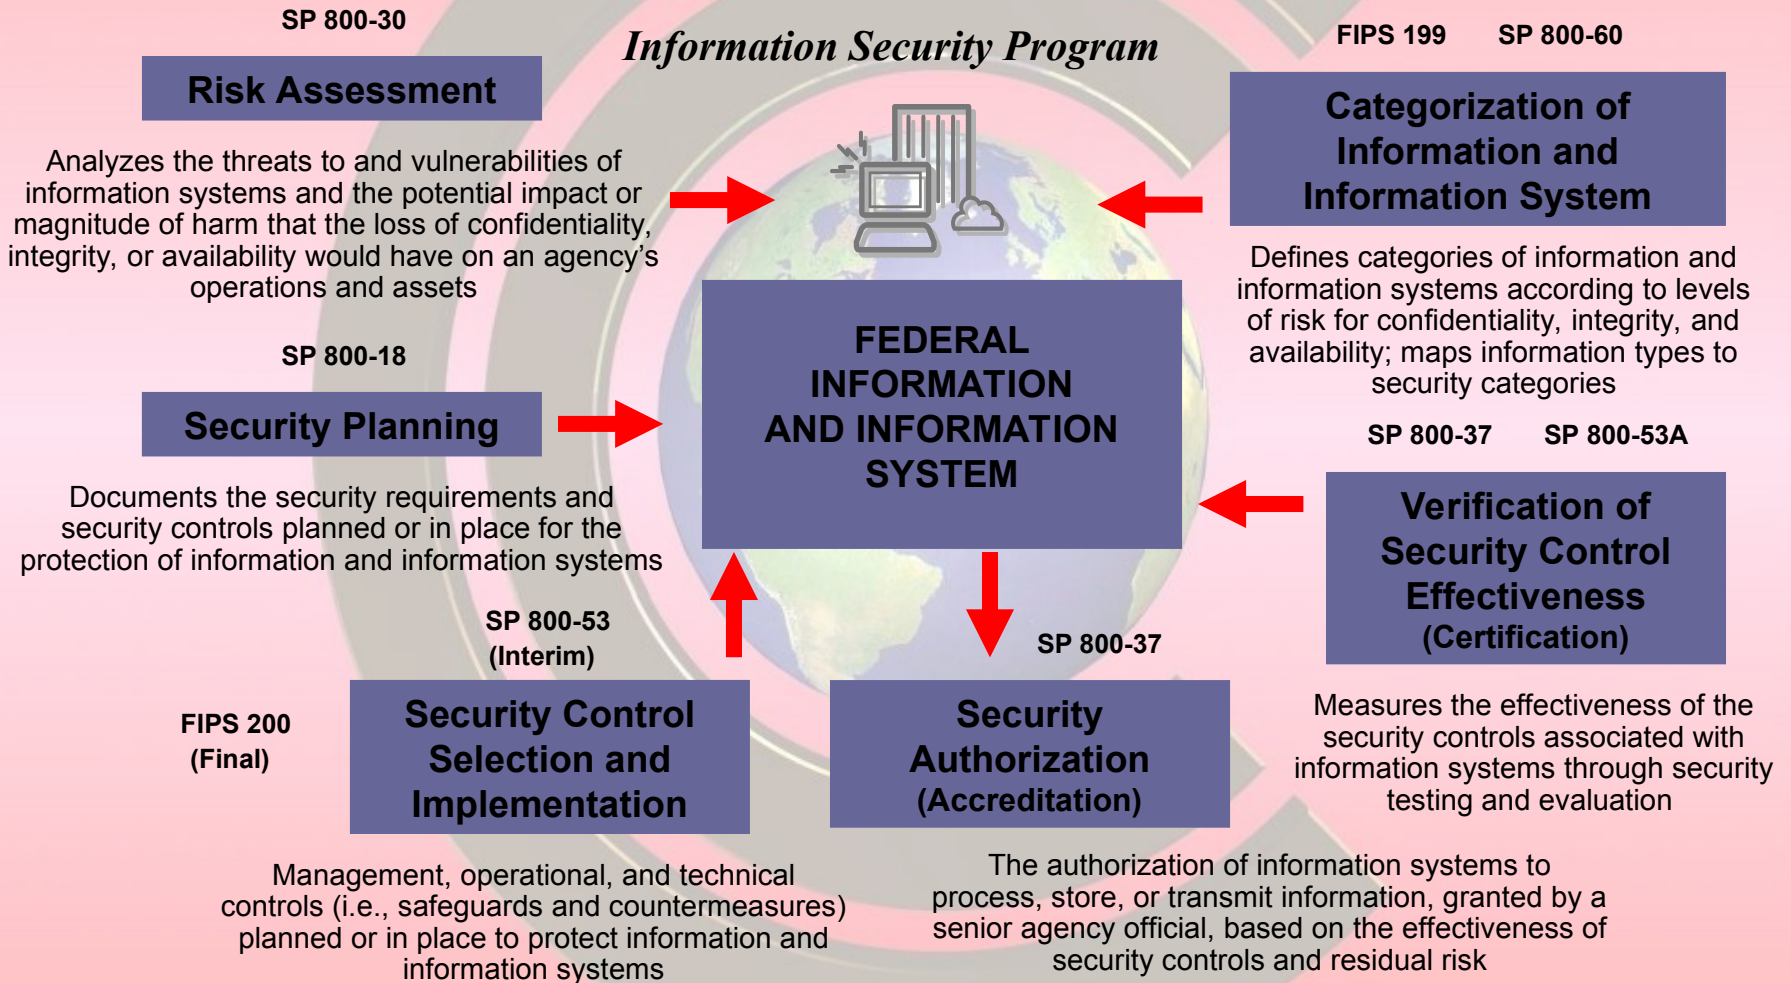 Information Security Program
SP 800-30
Risk Assessment
Analyzes the threats to and vulnerabilities of
information systems and the potential impact or
magnitude of harm that the loss of confidentiality,
integrity, or availability would have on an agency’s
operations and assets
SP 800-18
Security Planning
Documents the security requirements and
security controls planned or in place for the
protection of information and information systems
SP 800-53
(Interim)
FIPS 200
(Final)
Security Control
Selection and
Implementation
Management, operational, and technical
controls (i.e., safeguards and countermeasures)
planned or in place to protect information and
information systems
FEDERAL
INFORMATION
AND INFORMATION
SYSTEM
SP 800-37
Security
Authorization
(Accreditation)
The authorization of information systems to
process, store, or transmit information, granted by a
senior agency official, based on the effectiveness of
security controls and residual risk
FIPS 199 SP 800-60
Categorization of
Information and
Information System
Defines categories of information and
information systems according to levels
of risk for confidentiality, integrity, and
availability; maps information types to
security categories
SP 800-37 SP 800-53A
Verification of
Security Control
Effectiveness
(Certification)
Measures the effectiveness of the
security controls associated with
information systems through security
testing and evaluation